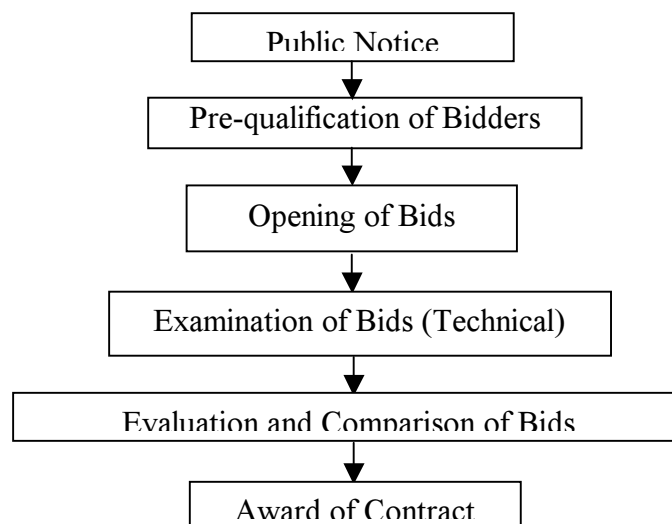 Public Notice
Pre-qualification of Bidders
Opening of Bids
Examination of Bids (Technical)
Evaluation and Comparison of Bids
Award of Contract